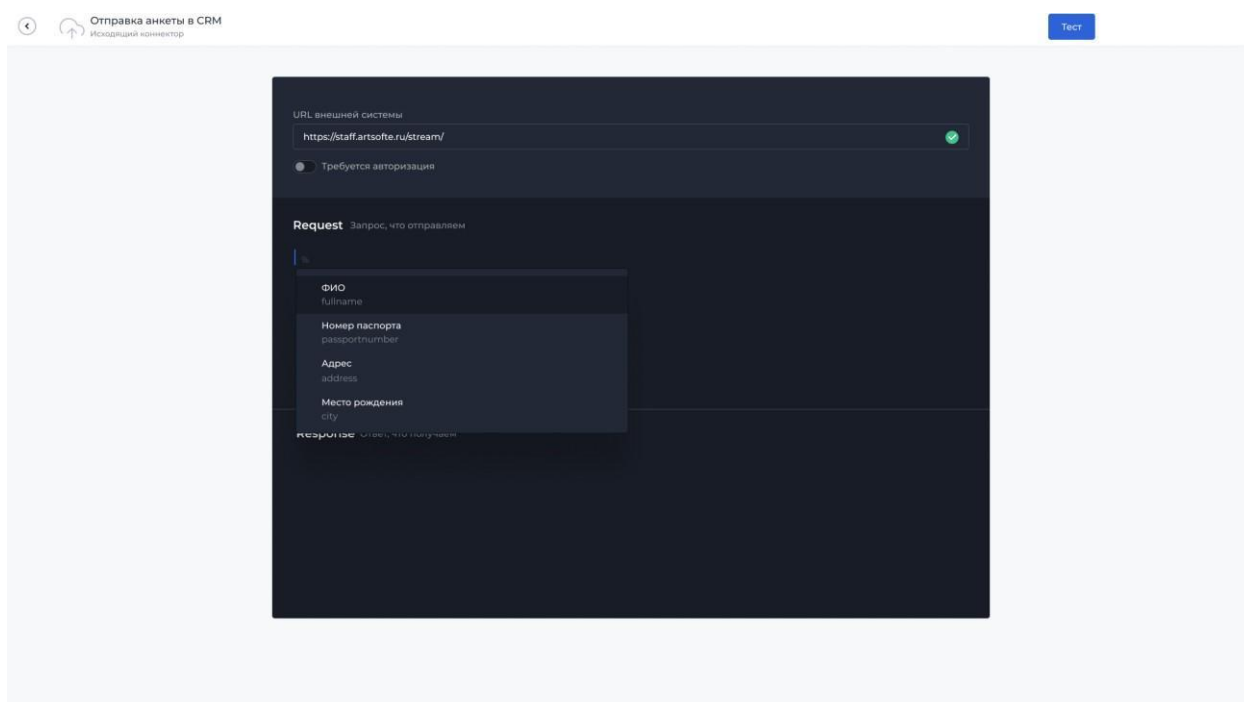 Отправка анкеты в CRM
Исходящий коннектор
Тест
URL внешней системы
https://staff.artsofte.ru/stream/
Требуется авторизация
Request Запрос, что отправляем
%
ФИО
fullname
Номер паспорта
passportnumber
Адрес
address
Место рождения
city
Response Ответ, что получаем